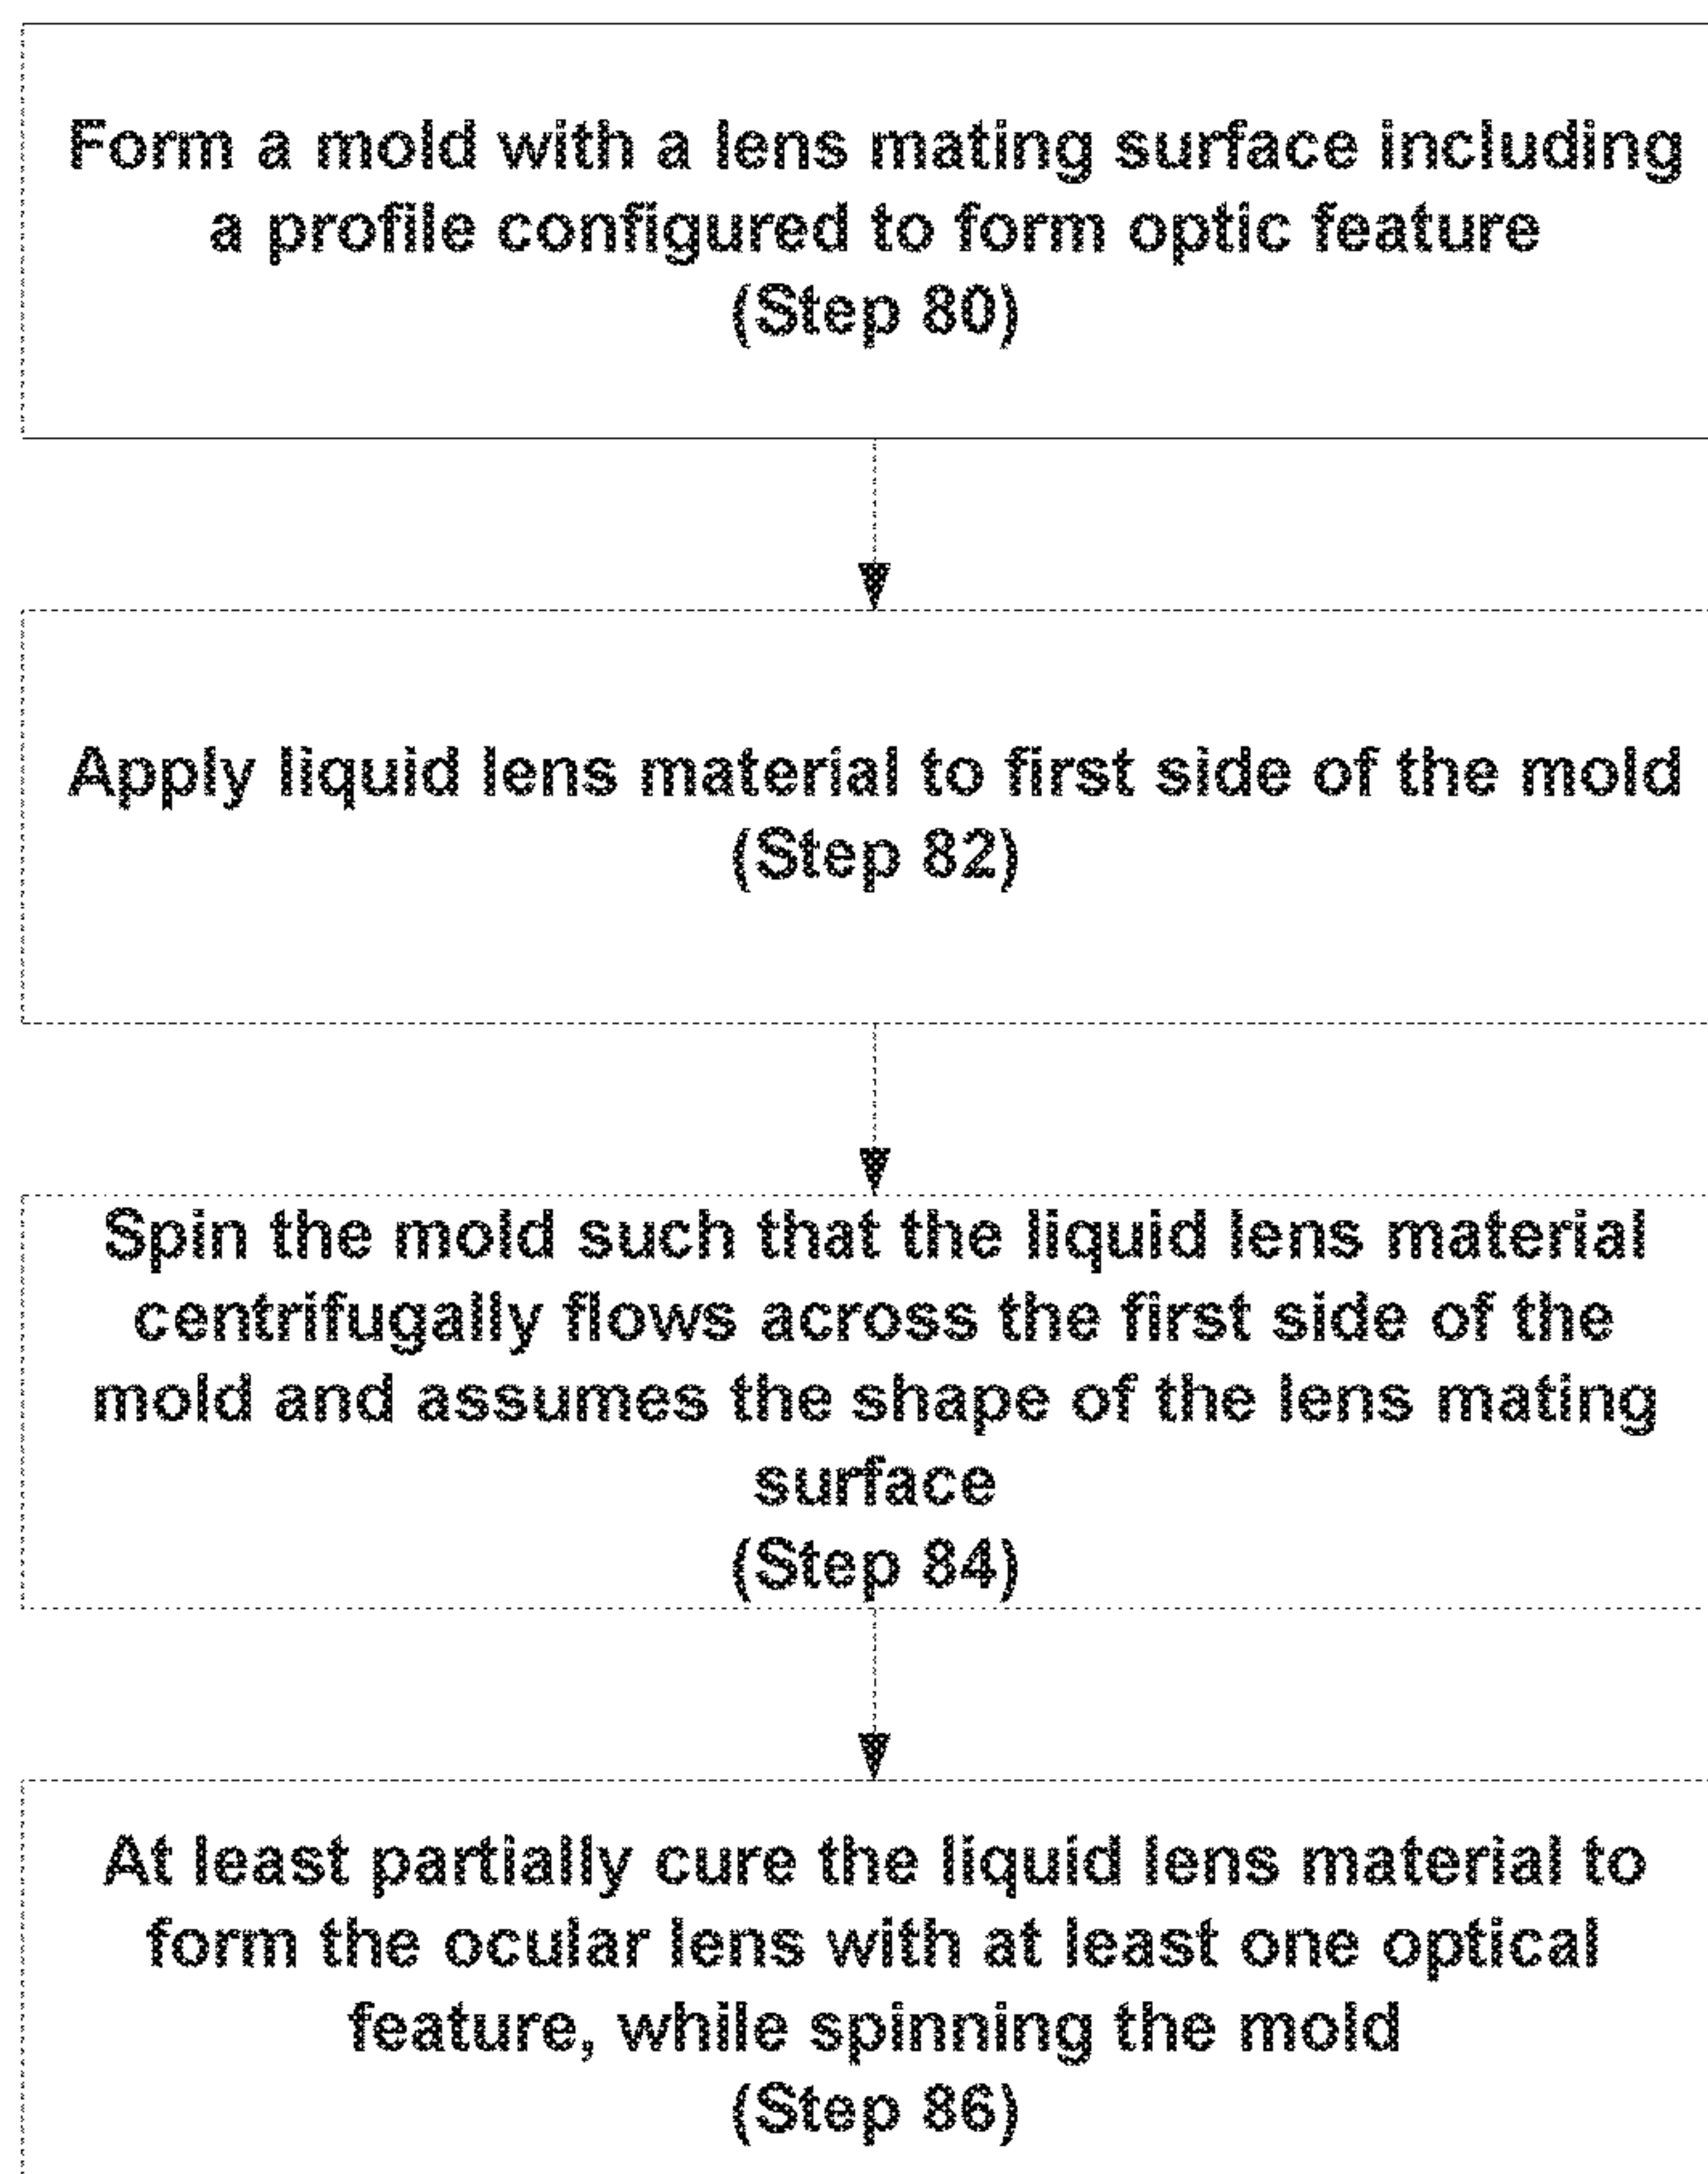 Form a mold with a lens mating surface including
a profile configured to form optic feature
(Step 80)
Apply liquid lens material to first side of the mold
(Step 82)
Spin the mold such that the liquid lens material
centrifugally flows across the first side of the
mold and assumes the shape of the lens mating
surface
(Step 84)
At least partially cure the liquid lens material to
form the ocular lens with at least one optical
feature, while spinning the mold
(Step 86)